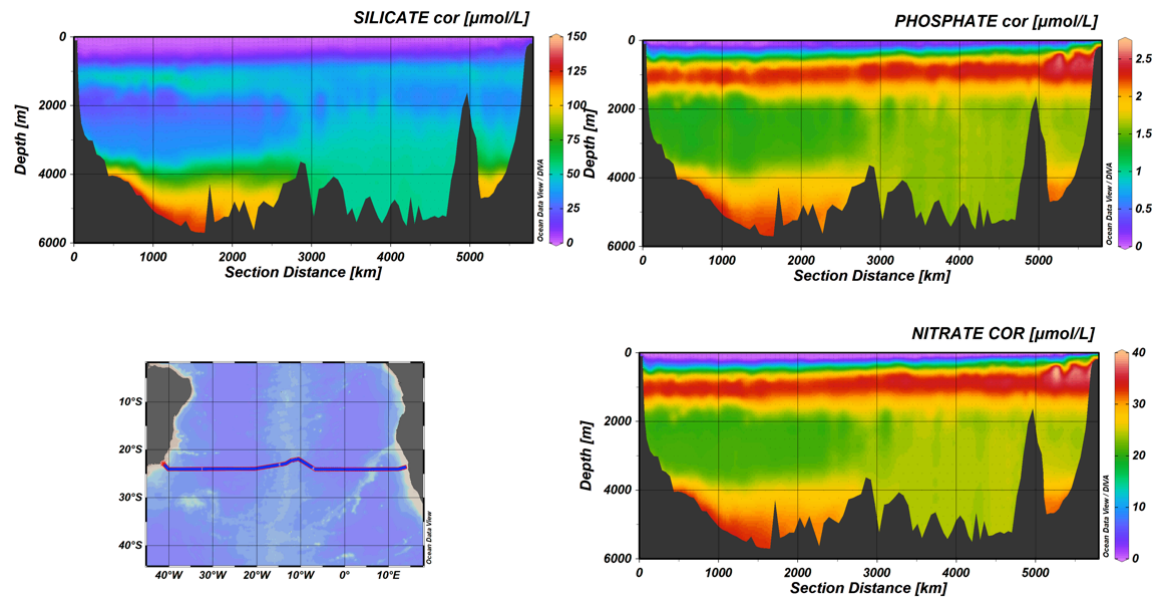 SILICATE cor [µmol/L]
0
2000
4000
6000
Depth [m]
0
1000
2000
3000
4000
5000
Section Distance [km]
150
125
100
75
50
25
0
Ocean Data View / DIVA
PHOSPHATE cor [µmol/L]
0
2000
4000
6000
Depth [m]
0
1000
2000
3000
4000
5000
Section Distance [km]
2.5
2
1.5
1
0.5
0
Ocean Data View / DIVA
10°S
20°S
30°S
40°S
40°W
30°W
20°W
10°W
0°
10°E
Ocean Data View
NITRATE COR [µmol/L]
0
2000
4000
6000
Depth [m]
0
1000
2000
3000
4000
5000
Section Distance [km]
40
30
20
10
0
Ocean Data View / DIVA